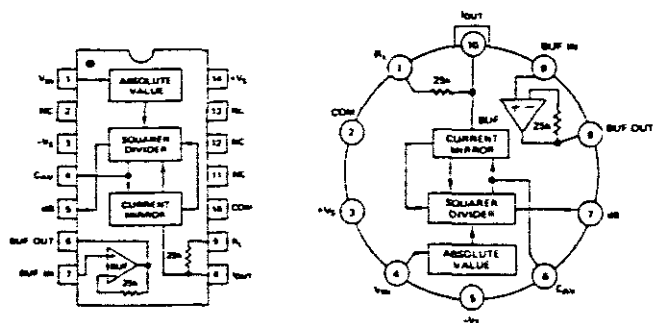 VIN 1
ABSOLUTE VALUE
14 +VS
NC 2
13 NC
-VS 3
SQUARER DIVIDER
12 NC
CAV 4
11 NC
dB 5
CURRENT MIRROR
10 COM
BUF OUT 6
9 RL
25k
BUF IN 7
BUF
25k
8 IOUT
IOUT
10
RL
1
BUF IN
9
25k
COM
2
BUF
25k
8
BUF OUT
CURRENT MIRROR
+VS
3
SQUARER DIVIDER
7
dB
ABSOLUTE VALUE
4
VIN
6
CAV
5
-VS